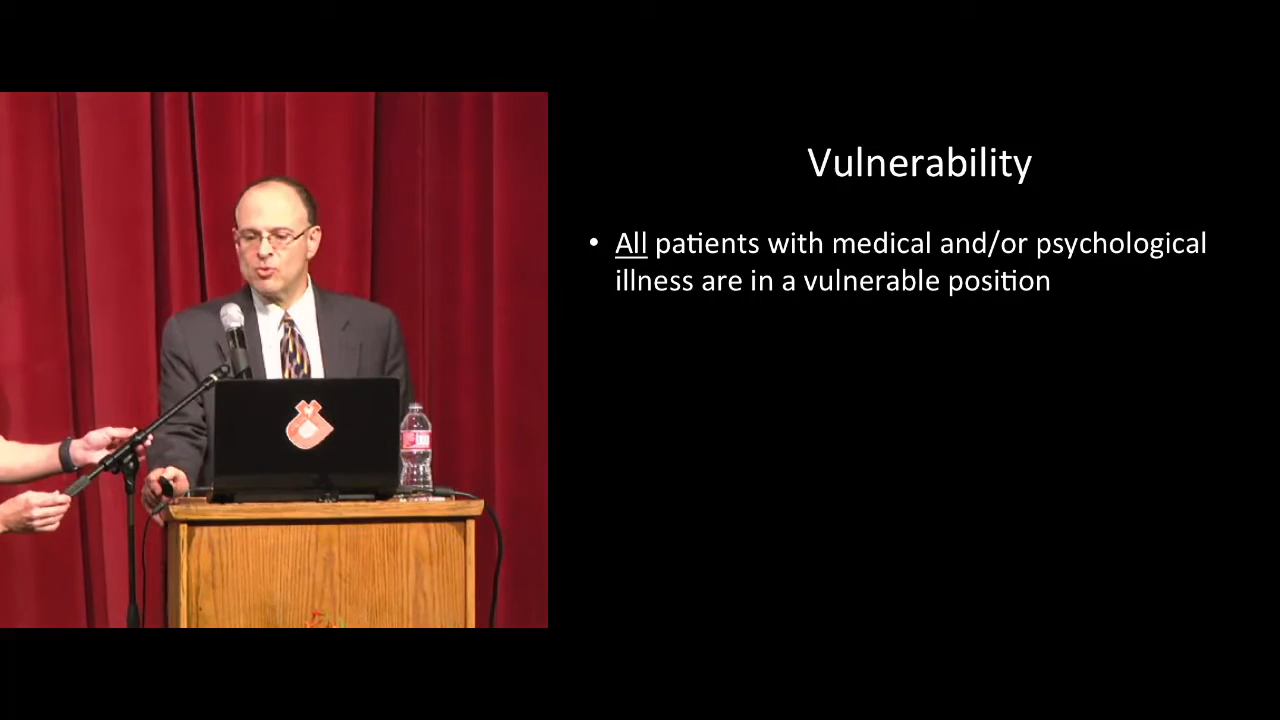 Vulnerability
• All patients with medical and/or psychological
illness are in a vulnerable position